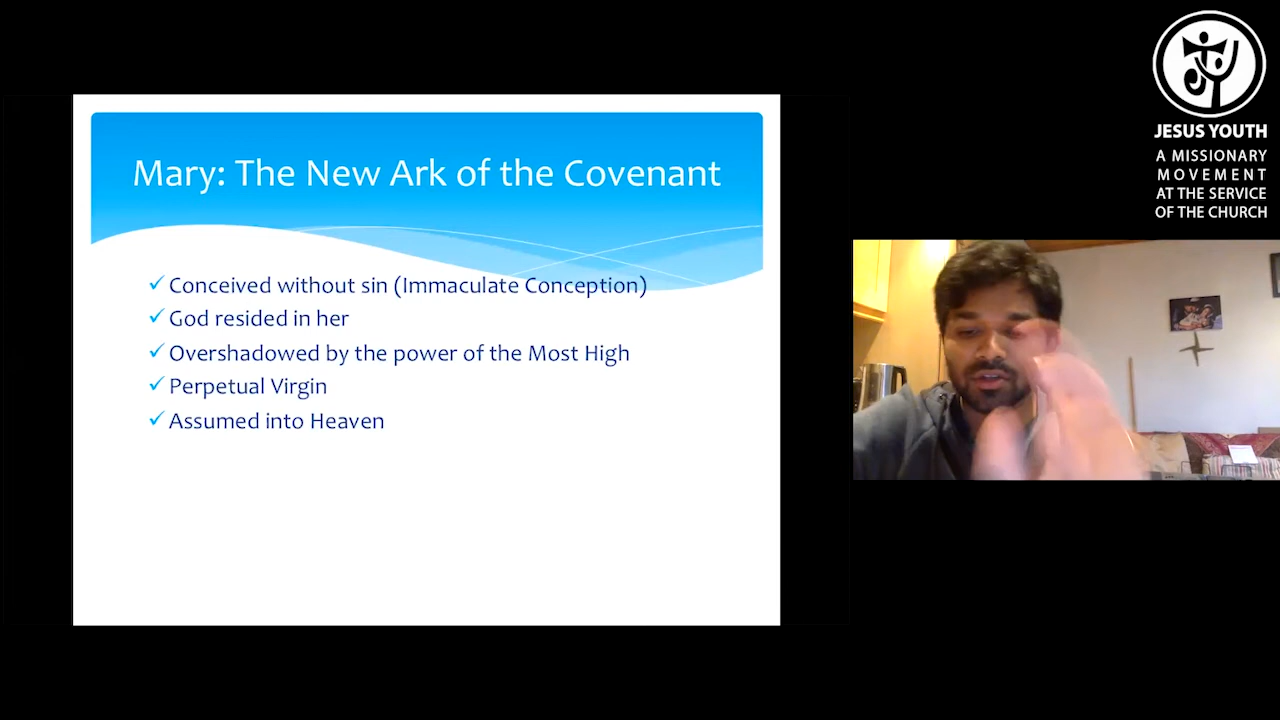 Mary: The New Ark of the Covenant
Conceived without sin (Immaculate Conception)
God resided in her
Overshadowed by the power of the Most High
Perpetual Virgin
Assumed into Heaven
JESUS YOUTH
A MISSIONARY
MOVEMENT
AT THE SERVICE
OF THE CHURCH